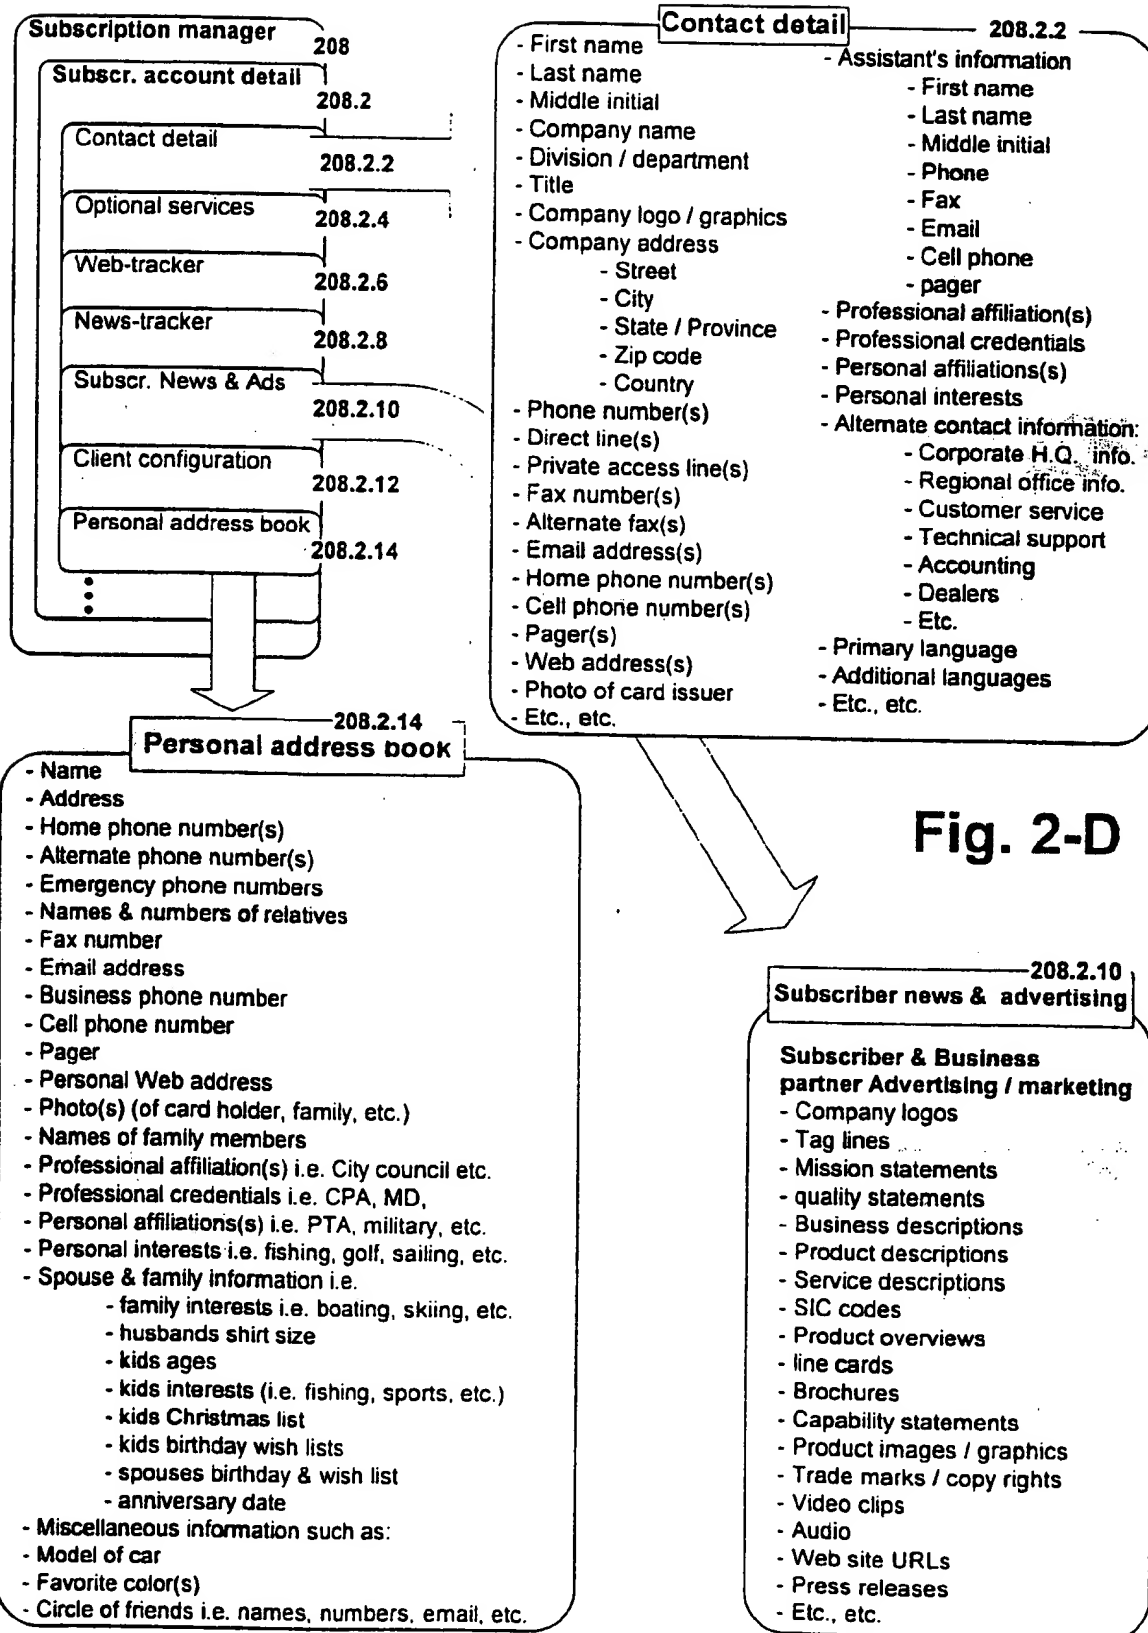 Subscription manager
208
Subscr. account detail
208.2
Contact detail
208.2.2
Optional services
208.2.4
Web-tracker
208.2.6
News-tracker
208.2.8
Subscr. News & Ads
208.2.10
Client configuration
208.2.12
Personal address book
208.2.14
Contact detail
208.2.2
- First name
- Last name
- Middle initial
- Company name
- Division / department
- Title
- Company logo / graphics
- Company address
- Street
- City
- State / Province
- Zip code
- Country
- Phone number(s)
- Direct line(s)
- Private access line(s)
- Fax number(s)
- Alternate fax(s)
- Email address(s)
- Home phone number(s)
- Cell phone number(s)
- Pager(s)
- Web address(s)
- Photo of card issuer
- Etc., etc.
- Assistant's information
- First name
- Last name
- Middle initial
- Phone
- Fax
- Email
- Cell phone
- pager
- Professional affiliation(s)
- Professional credentials
- Personal affiliations(s)
- Personal interests
- Alternate contact information:
- Corporate H.Q. info.
- Regional office info.
- Customer service
- Technical support
- Accounting
- Dealers
- Etc.
- Primary language
- Additional languages
- Etc., etc.
208.2.14
Personal address book
- Name
- Address
- Home phone number(s)
- Alternate phone number(s)
- Emergency phone numbers
- Names & numbers of relatives
- Fax number
- Email address
- Business phone number
- Cell phone number
- Pager
- Personal Web address
- Photo(s) (of card holder, family, etc.)
- Names of family members
- Professional affiliation(s) i.e. City council etc.
- Professional credentials i.e. CPA, MD,
- Personal affiliations(s) i.e. PTA, military, etc.
- Personal interests i.e. fishing, golf, sailing, etc.
- Spouse & family information i.e.
- family interests i.e. boating, skiing, etc.
- husbands shirt size
- kids ages
- kids interests (i.e. fishing, sports, etc.)
- kids Christmas list
- kids birthday wish lists
- spouses birthday & wish list
- anniversary date
- Miscellaneous information such as:
- Model of car
- Favorite color(s)
- Circle of friends i.e. names, numbers, email, etc.
Fig. 2-D
208.2.10
Subscriber news & advertising
Subscriber & Business
partner Advertising / marketing
- Company logos
- Tag lines
- Mission statements
- quality statements
- Business descriptions
- Product descriptions
- Service descriptions
- SIC codes
- Product overviews
- line cards
- Brochures
- Capability statements
- Product images / graphics
- Trade marks / copy rights
- Video clips
- Audio
- Web site URLs
- Press releases
- Etc., etc.